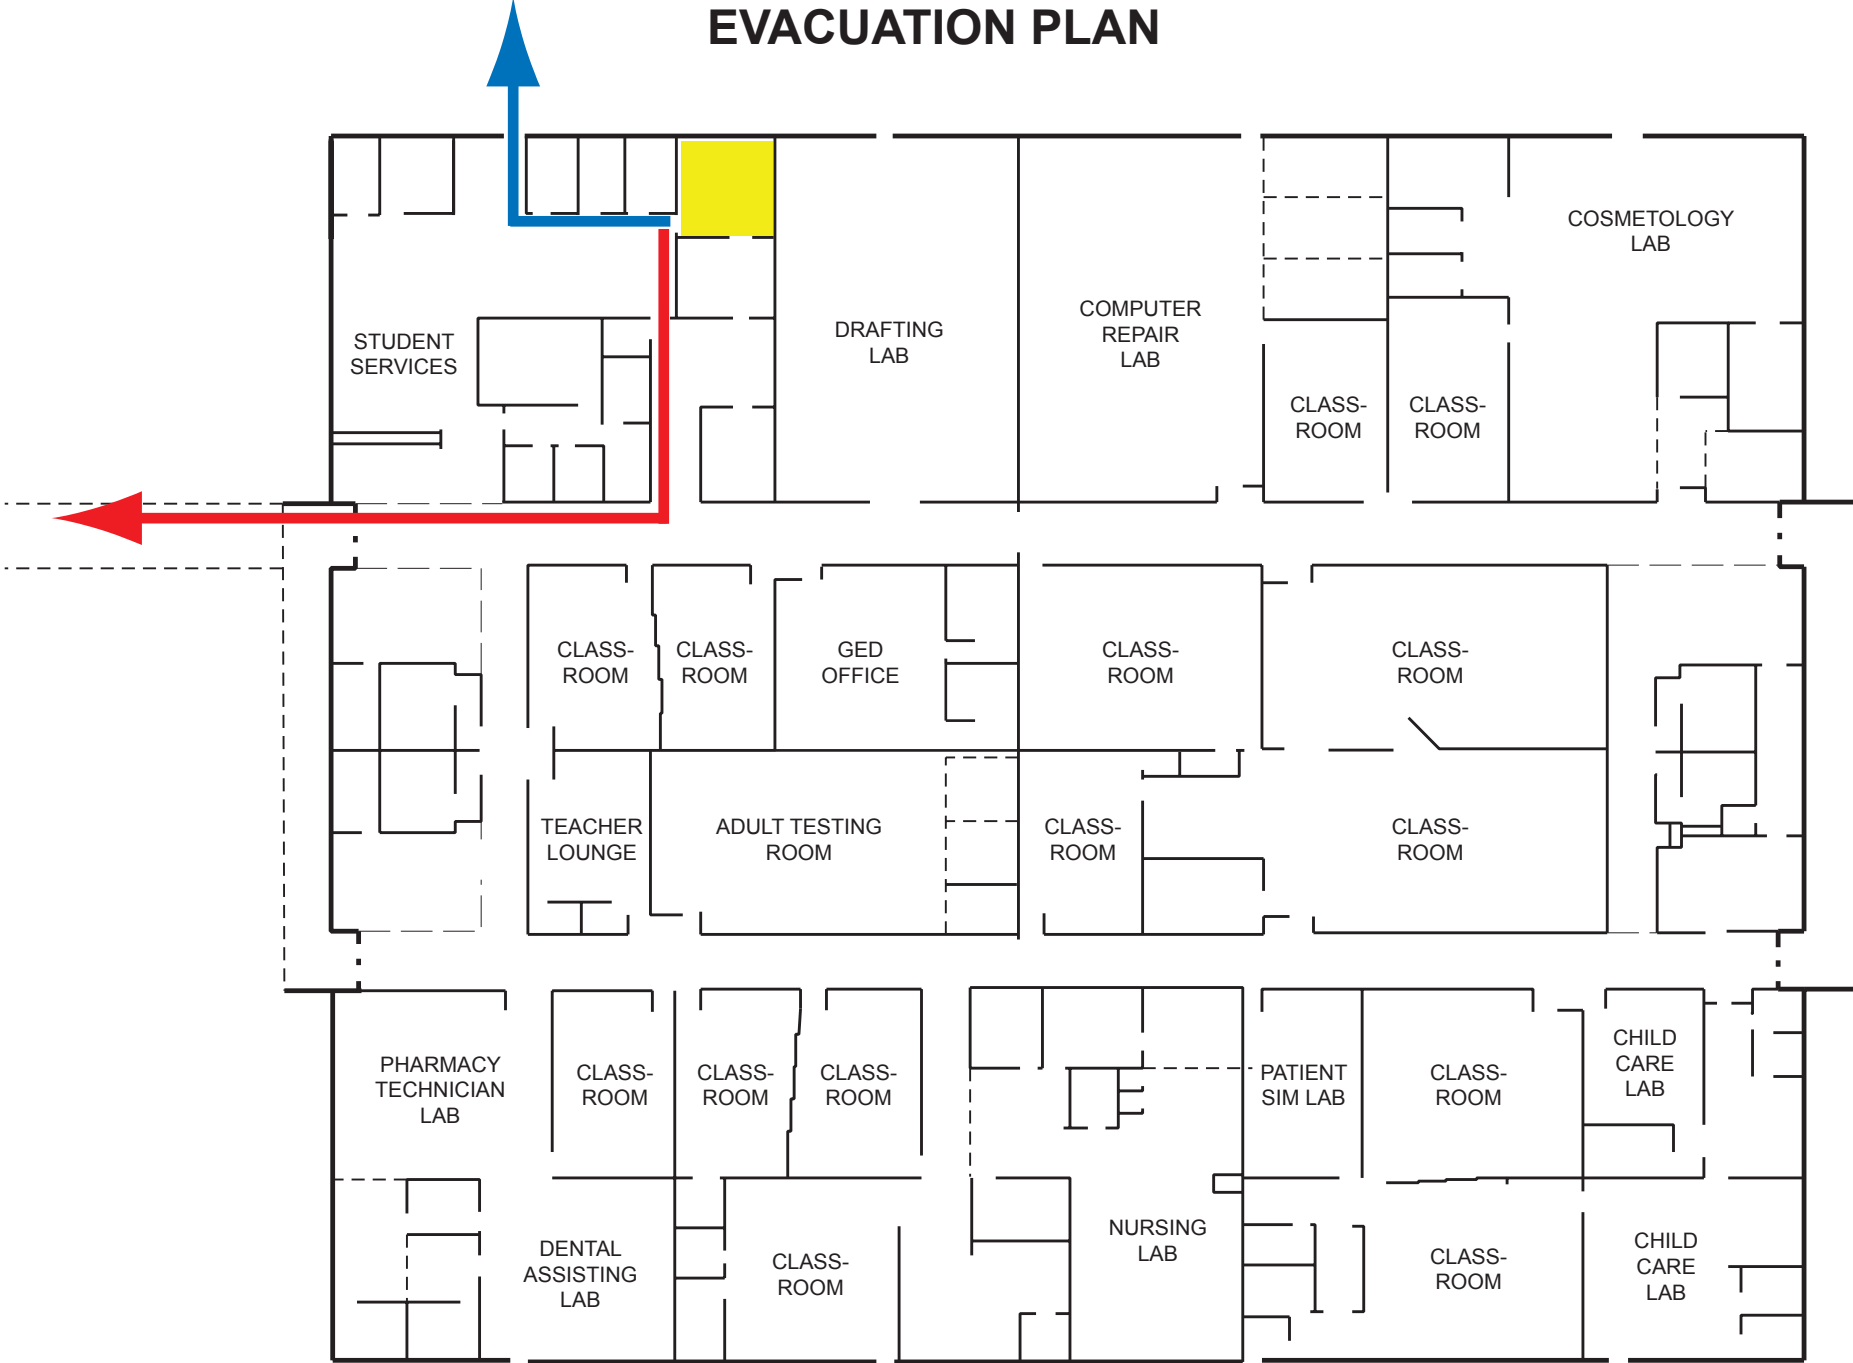 EVACUATION PLAN
COSMETOLOGY
LAB
COMPUTER
REPAIR
LAB
DRAFTING
LAB
STUDENT
SERVICES
CLASS-
ROOM
CLASS-
ROOM
CLASS-
ROOM
CLASS-
ROOM
GED
OFFICE
CLASS-
ROOM
CLASS-
ROOM
TEACHER
LOUNGE
ADULT TESTING
ROOM
CLASS-
ROOM
CLASS-
ROOM
PHARMACY
TECHNICIAN
LAB
CLASS-
ROOM
CLASS-
ROOM
CLASS-
ROOM
PATIENT
SIM LAB
CLASS-
ROOM
CHILD
CARE
LAB
DENTAL
ASSISTING
LAB
CLASS-
ROOM
NURSING
LAB
CLASS-
ROOM
CHILD
CARE
LAB